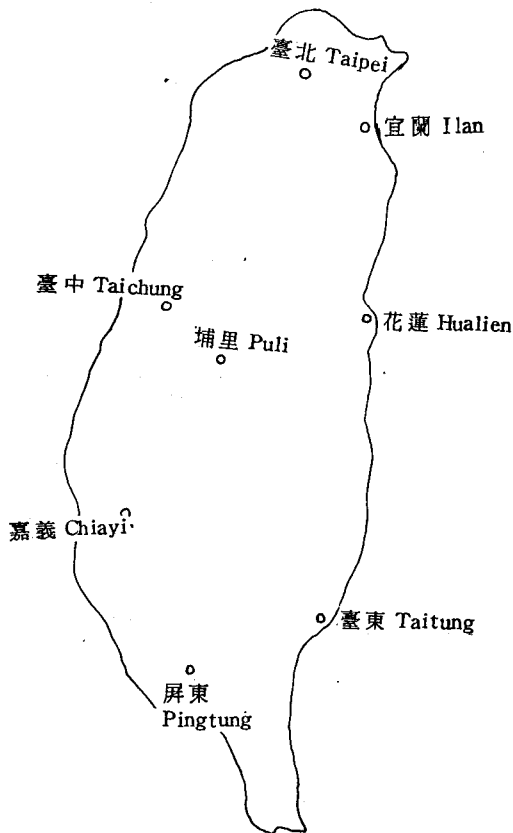 臺北 Taipei
宜蘭 Ilan
臺中 Taichung
花蓮 Hualien
埔里 Puli
嘉義 Chiayi
臺東 Taitung
屏東
Pingtung